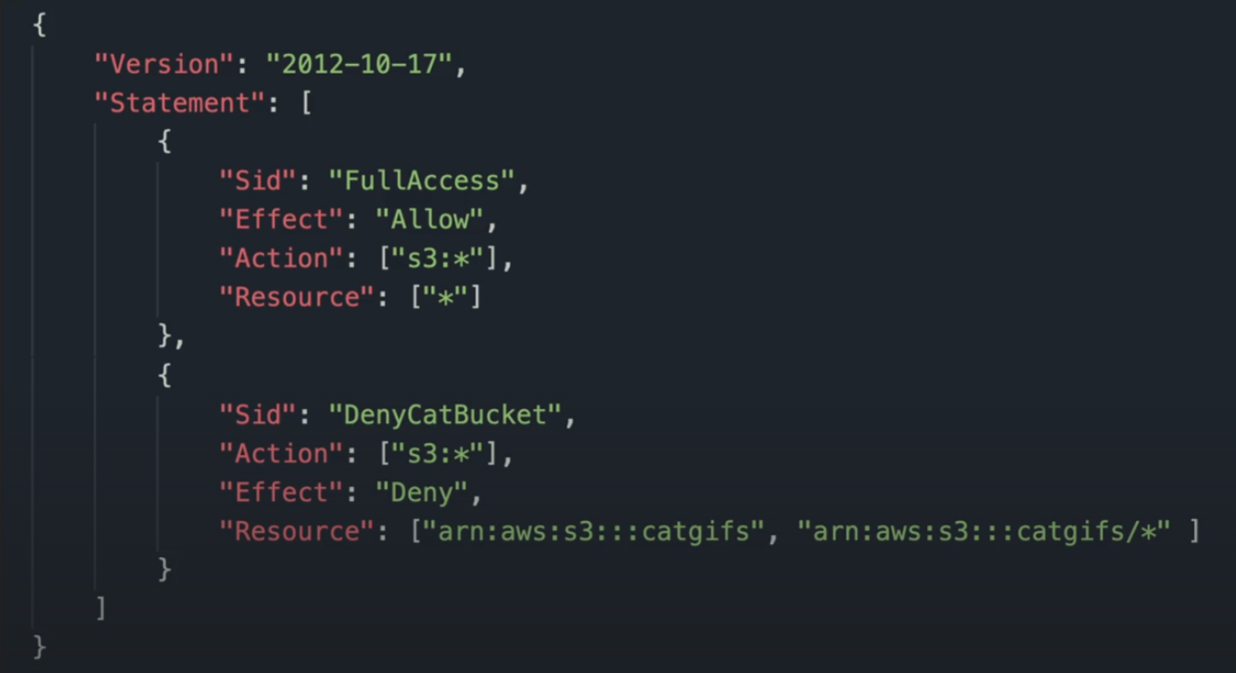 {
"Version": "2012-10-17",
"Statement": [
{
"Sid": "FullAccess",
"Effect": "Allow",
"Action": ["s3:*"],
"Resource": ["*"]
},
{
"Sid": "DenyCatBucket",
"Action": ["s3:*"],
"Effect": "Deny",
"Resource": ["arn:aws:s3:::catgifs", "arn:aws:s3:::catgifs/*" ]
}
]
}